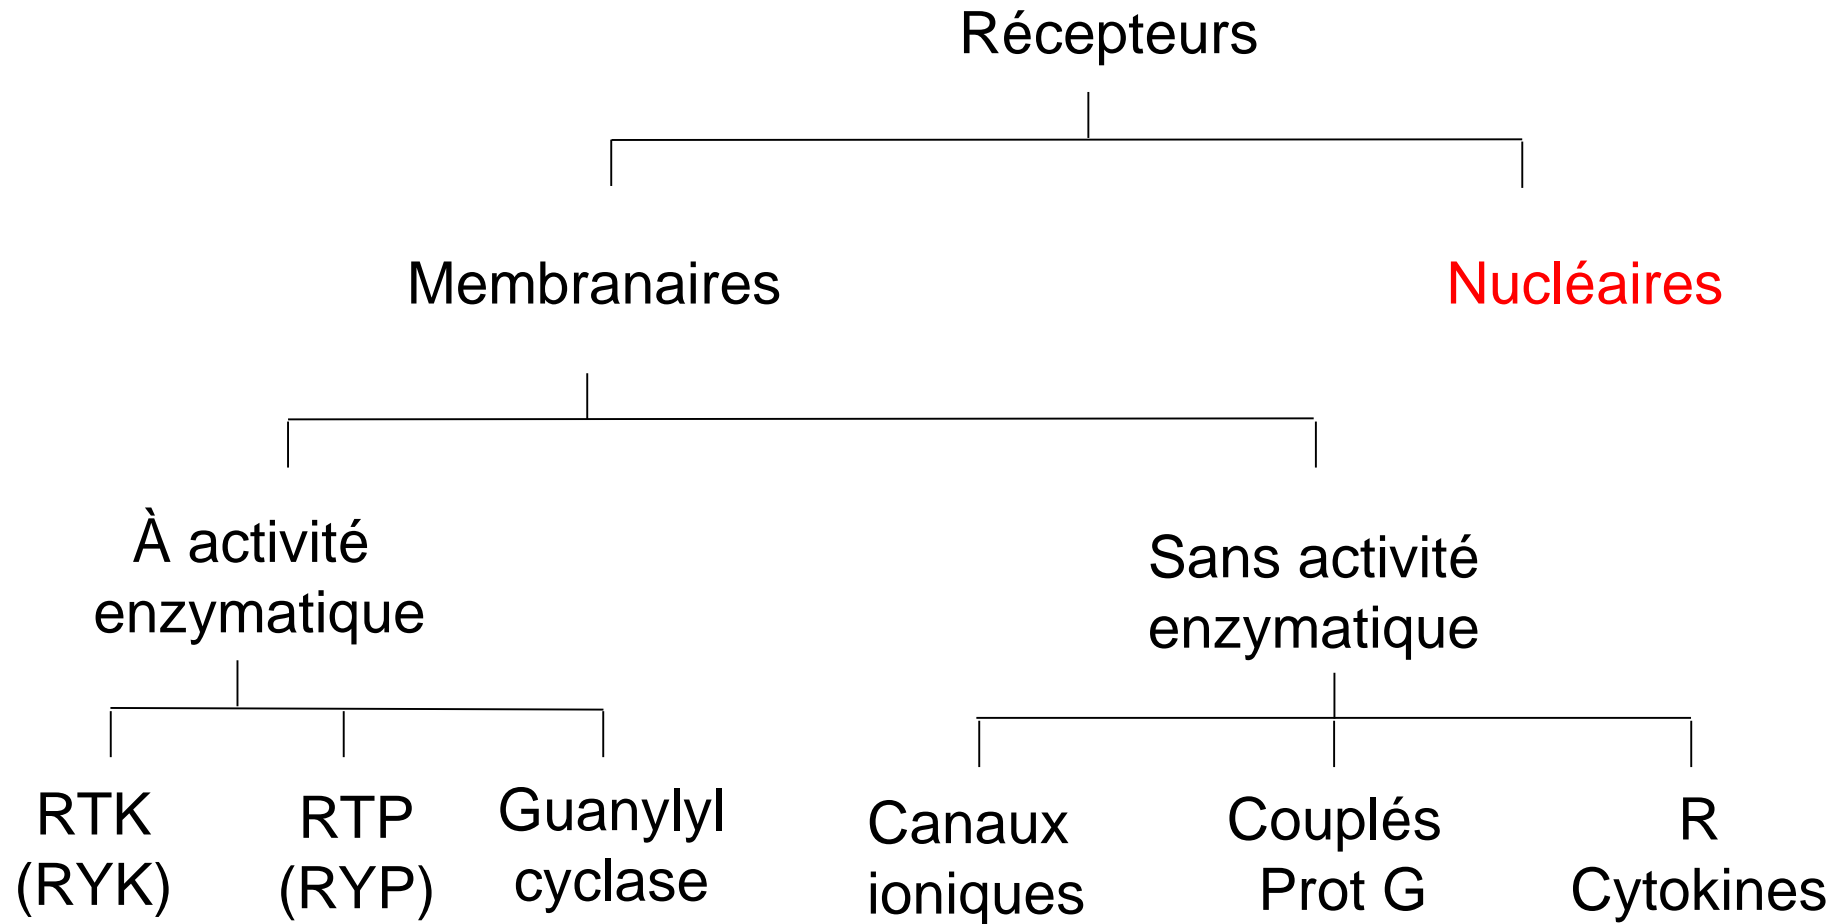 Récepteurs
Membranaires
Nucléaires
À activité
enzymatique
Sans activité
enzymatique
RTK
(RYK)
RTP
(RYP)
Guanylyl
cyclase
Canaux
ioniques
Couplés
Prot G
R
Cytokines